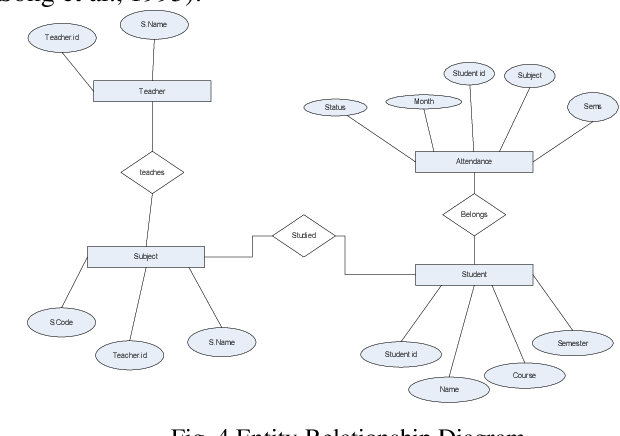 S.Name
Teacher.id
Teacher
teaches
Subject
S.Code
Teacher.id
S.Name
Studied
Status
Month
Student id
Subject
Sems
Attendance
Belongs
Student
Student id
Name
Course
Semester
Fig. 4 Entity Relationship Diagram